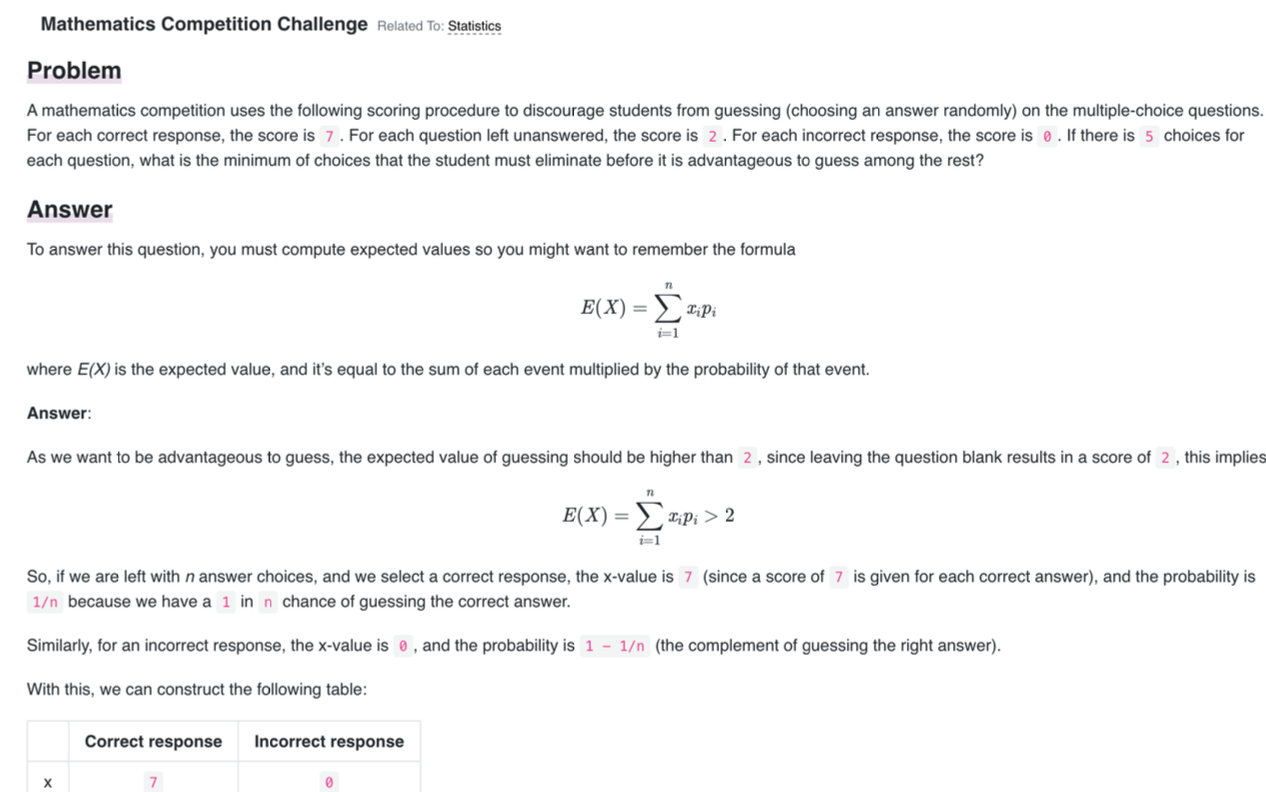 Mathematics Competition Challenge Related To: Statistics
Problem
A mathematics competition uses the following scoring procedure to discourage students from guessing (choosing an answer randomly) on the multiple-choice questions.
For each correct response, the score is 7 . For each question left unanswered, the score is 2 . For each incorrect response, the score is 0 . If there is 5 choices for
each question, what is the minimum of choices that the student must eliminate before it is advantageous to guess among the rest?
Answer
To answer this question, you must compute expected values so you might want to remember the formula
E(X) = ∑_{i=1}^{n} x_i p_i
where E(X) is the expected value, and it’s equal to the sum of each event multiplied by the probability of that event.
Answer:
As we want to be advantageous to guess, the expected value of guessing should be higher than 2 , since leaving the question blank results in a score of 2 , this implies
E(X) = ∑_{i=1}^{n} x_i p_i > 2
So, if we are left with n answer choices, and we select a correct response, the x-value is 7 (since a score of 7 is given for each correct answer), and the probability is
1/n because we have a 1 in n chance of guessing the correct answer.
Similarly, for an incorrect response, the x-value is 0 , and the probability is 1 - 1/n (the complement of guessing the right answer).
With this, we can construct the following table:
Correct response Incorrect response
x 7 0